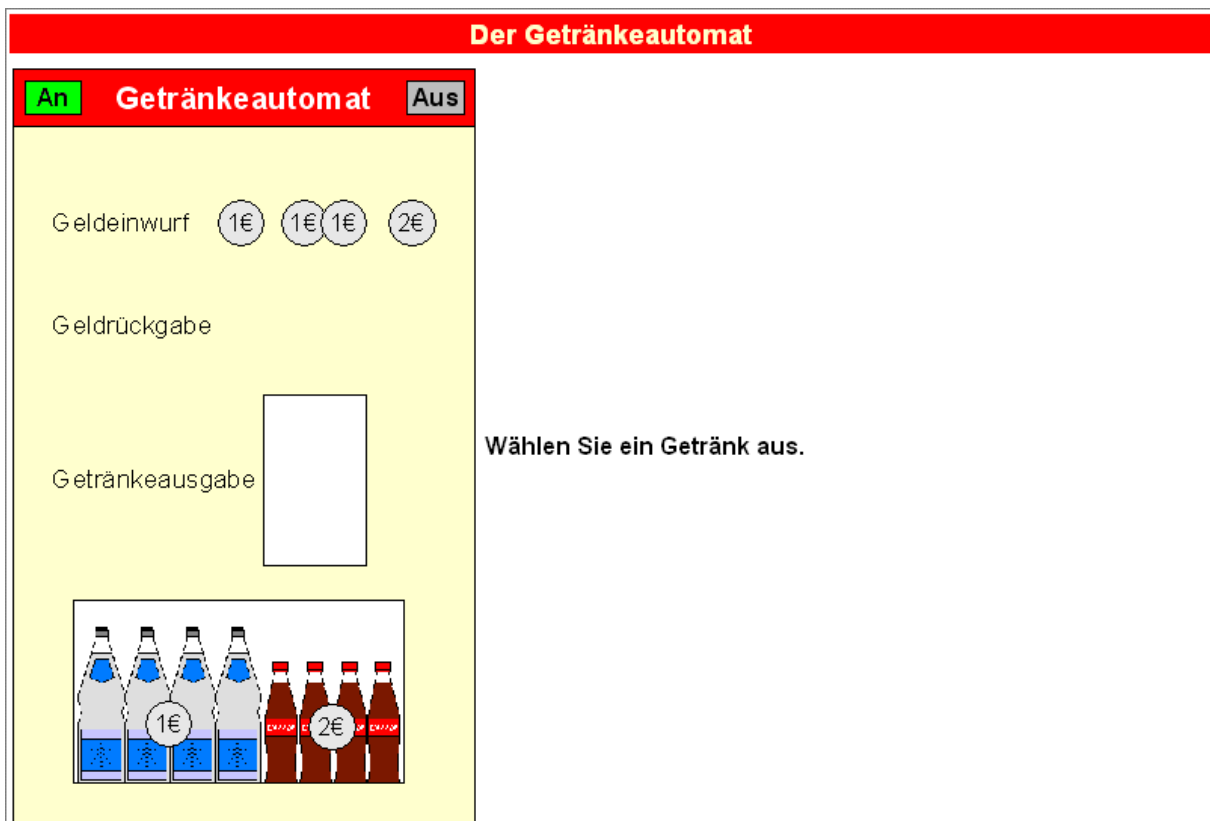 Der Getränkeautomat
An Getränkeautomat Aus
Geldeinwurf 1€ 1€ 1€ 2€
Geldrückgabe
Wählen Sie ein Getränk aus.
Getränkeausgabe
1€ 2€